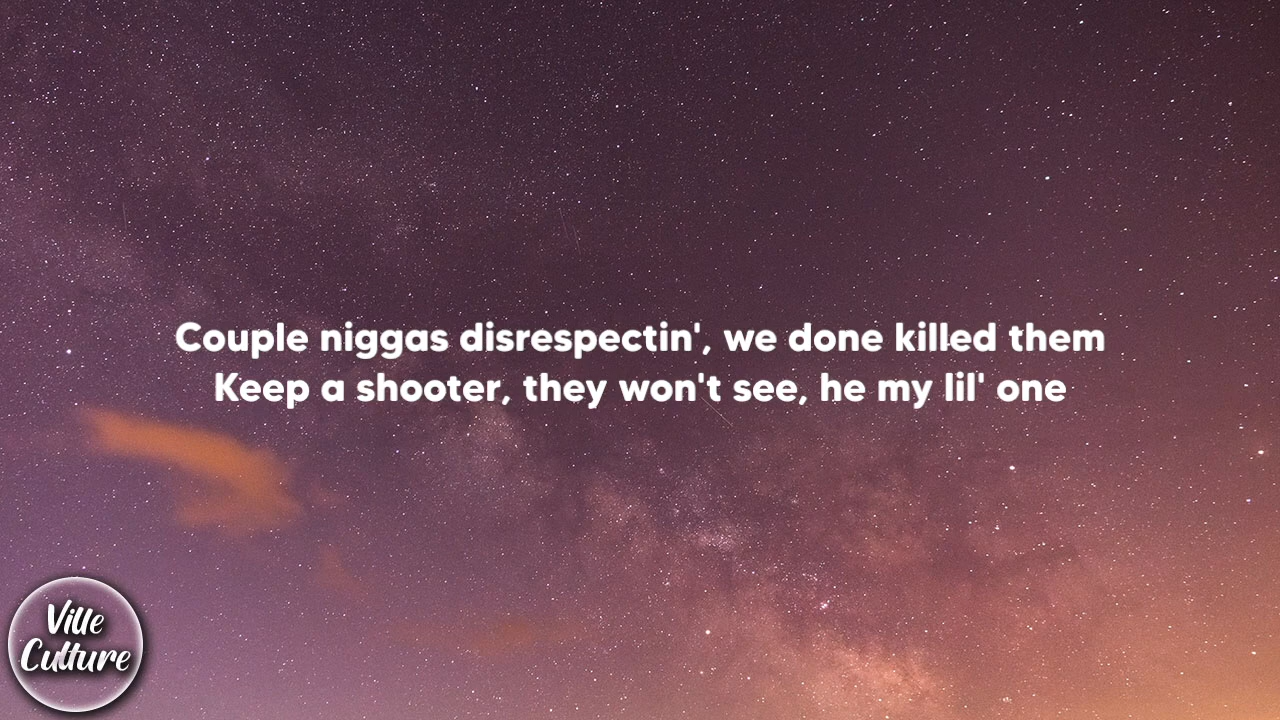 Couple niggas disrespectin', we done killed them
Keep a shooter, they won't see, he my lil' one
Ville
Culture